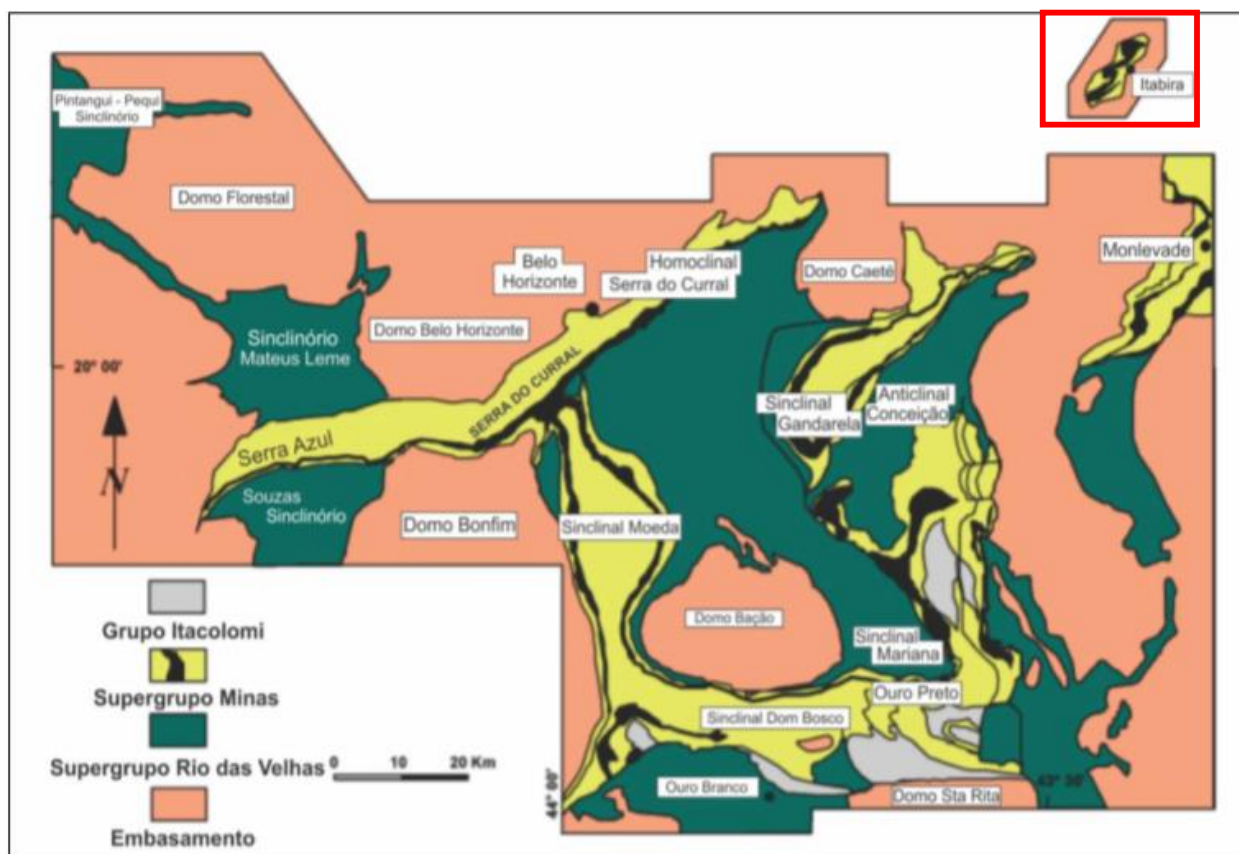 Itabira
Pintangui - Pequi
Sinclinório
Domo Florestal
Monlevade
Belo
Horizonte
Homoclinal
Serra do Curral
Domo Caeté
Sinclinório
Mateus Leme
Domo Belo Horizonte
20° 00'
SERRA DO CURRAL
Sinclinal
Gandarela
Anticlinal
Conceição
Serra Azul
N
Souzas
Sinclinório
Domo Bonfim
Sinclinal Moeda
Grupo Itacolomi
Domo Bação
Sinclinal
Mariana
Supergrupo Minas
Ouro Preto
Sinclinal Dom Bosco
Supergrupo Rio das Velhas
0 10 20 Km
Ouro Branco
44° 00'
43° 30'
Domo Sta Rita
Embasamento